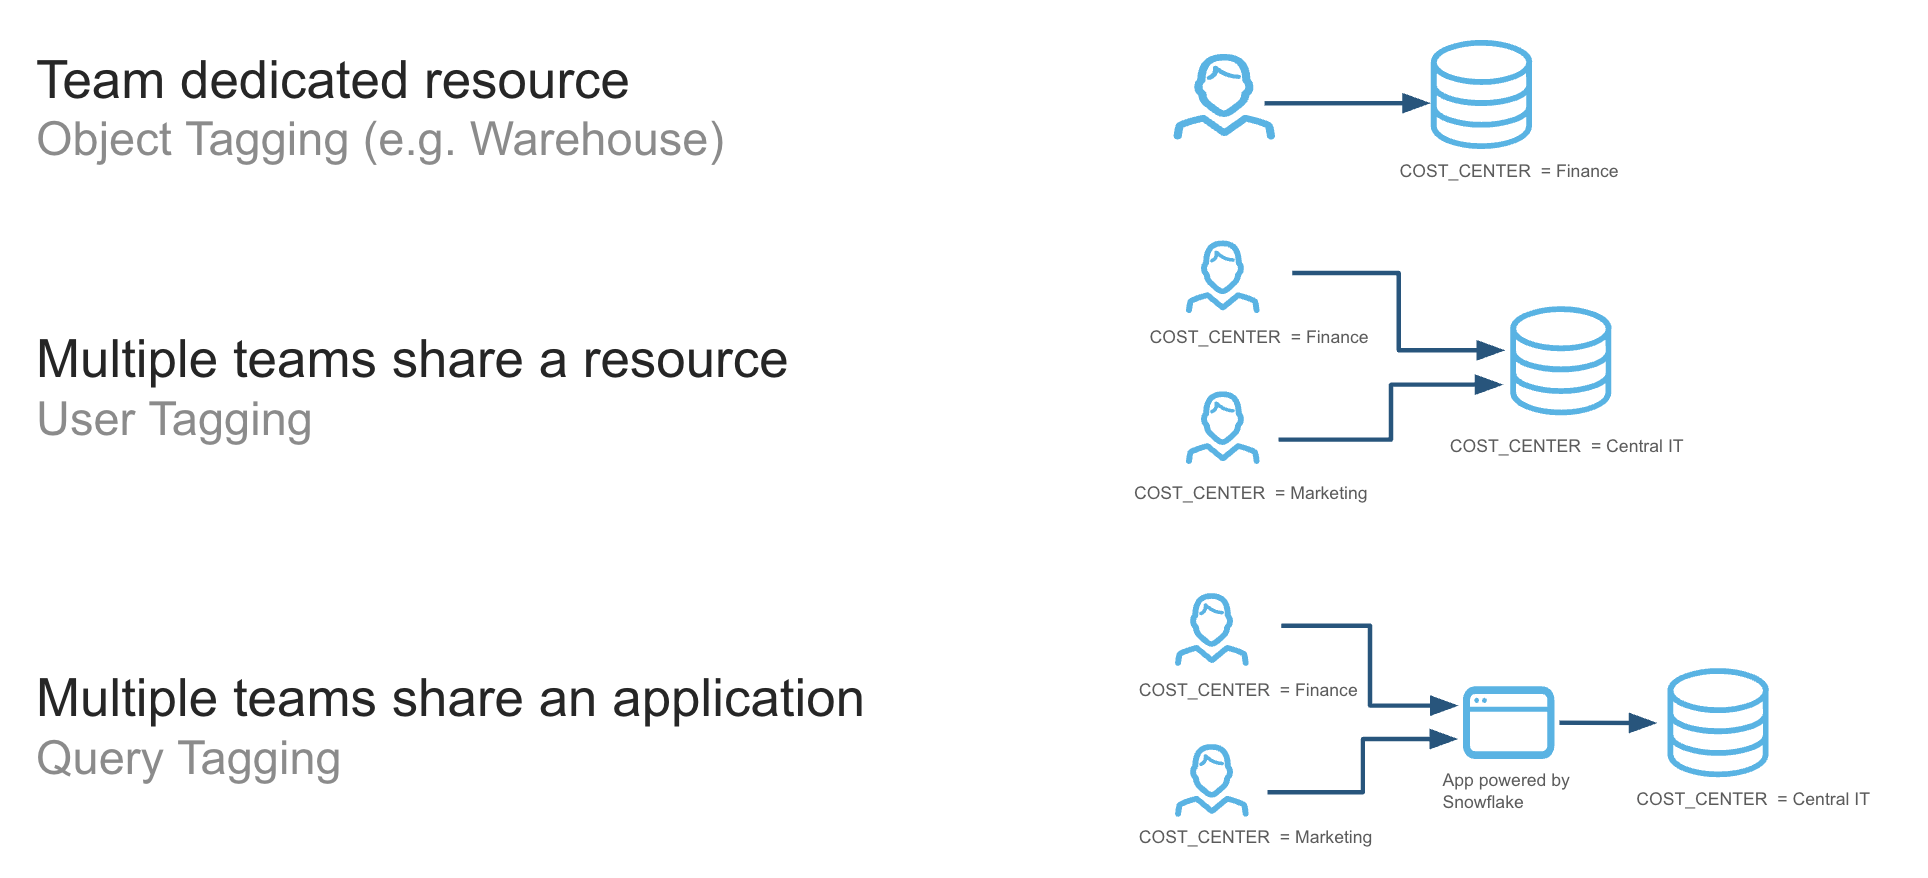 Team dedicated resource
Object Tagging (e.g. Warehouse)
COST_CENTER = Finance
Multiple teams share a resource
User Tagging
COST_CENTER = Finance
COST_CENTER = Marketing
COST_CENTER = Central IT
Multiple teams share an application
Query Tagging
COST_CENTER = Finance
COST_CENTER = Marketing
App powered by
Snowflake
COST_CENTER = Central IT